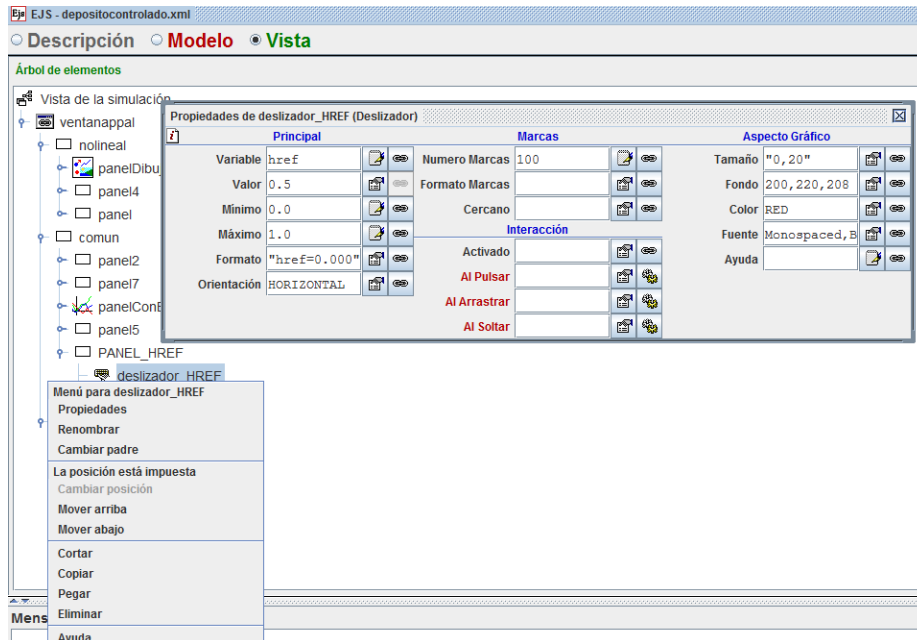 EJS - depositocontrolado.xml
Descripción Modelo Vista
Árbol de elementos
Vista de la simulación
ventanappal
nolineal
panelDibu
panel4
panel
comun
panel2
panel7
panelConE
panel5
PANEL_HREF
deslizador_HREF
Propiedades de deslizador_HREF (Deslizador)
Principal
Variable href
Valor 0.5
Mínimo 0.0
Máximo 1.0
Formato "href=0.000"
Orientación HORIZONTAL
Marcas
Numero Marcas 100
Formato Marcas
Cercano
Interacción
Activado
Al Pulsar
Al Arrastrar
Al Soltar
Aspecto Gráfico
Tamaño "0,20"
Fondo 200,220,208
Color RED
Fuente Monospaced,B
Ayuda
Menú para deslizador_HREF
Propiedades
Renombrar
Cambiar padre
La posición está impuesta
Cambiar posición
Mover arriba
Mover abajo
Cortar
Copiar
Pegar
Eliminar
Ayuda
Mens